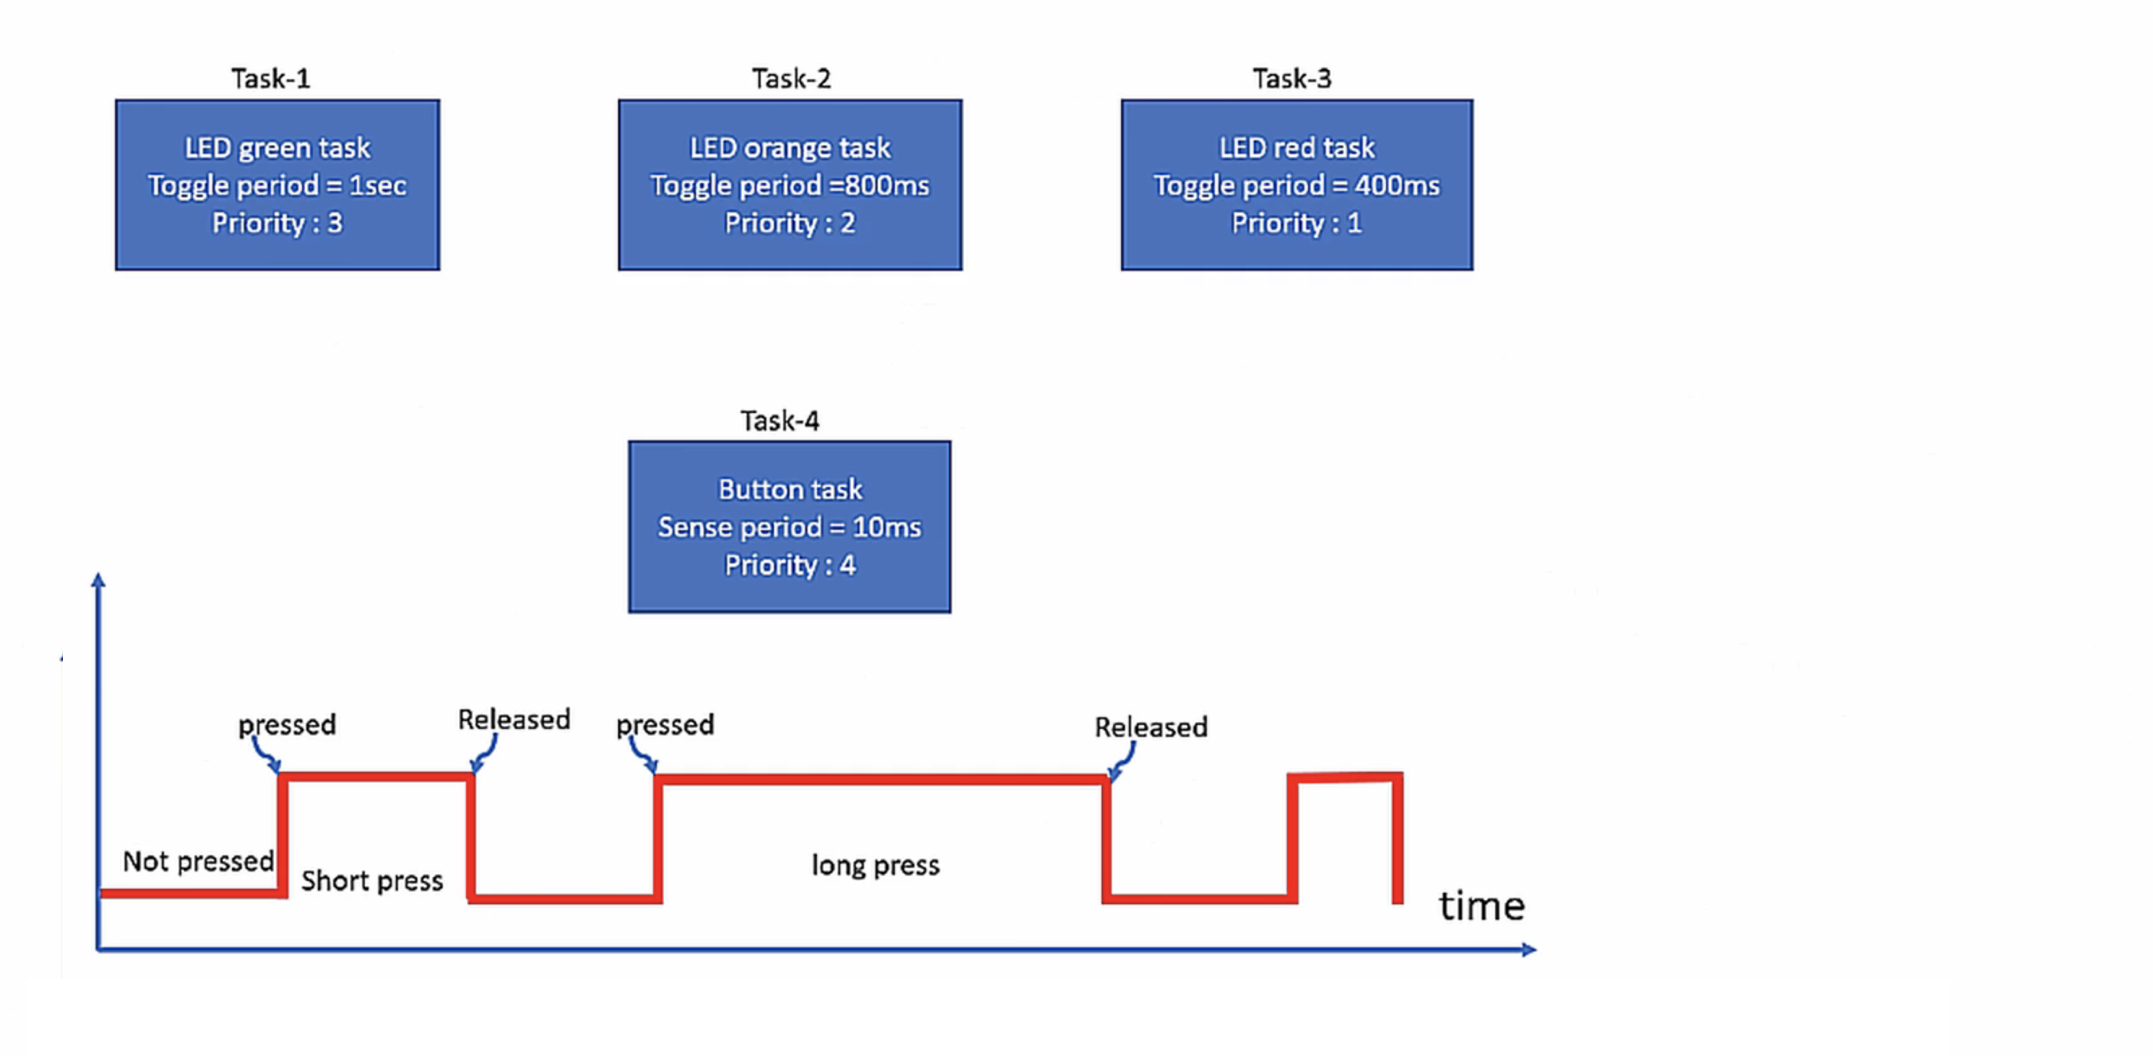 Task-1
LED green task
Toggle period = 1sec
Priority : 3
Task-2
LED orange task
Toggle period =800ms
Priority : 2
Task-3
LED red task
Toggle period = 400ms
Priority : 1
Task-4
Button task
Sense period = 10ms
Priority : 4
pressed
Released
pressed
Released
Not pressed
Short press
long press
time